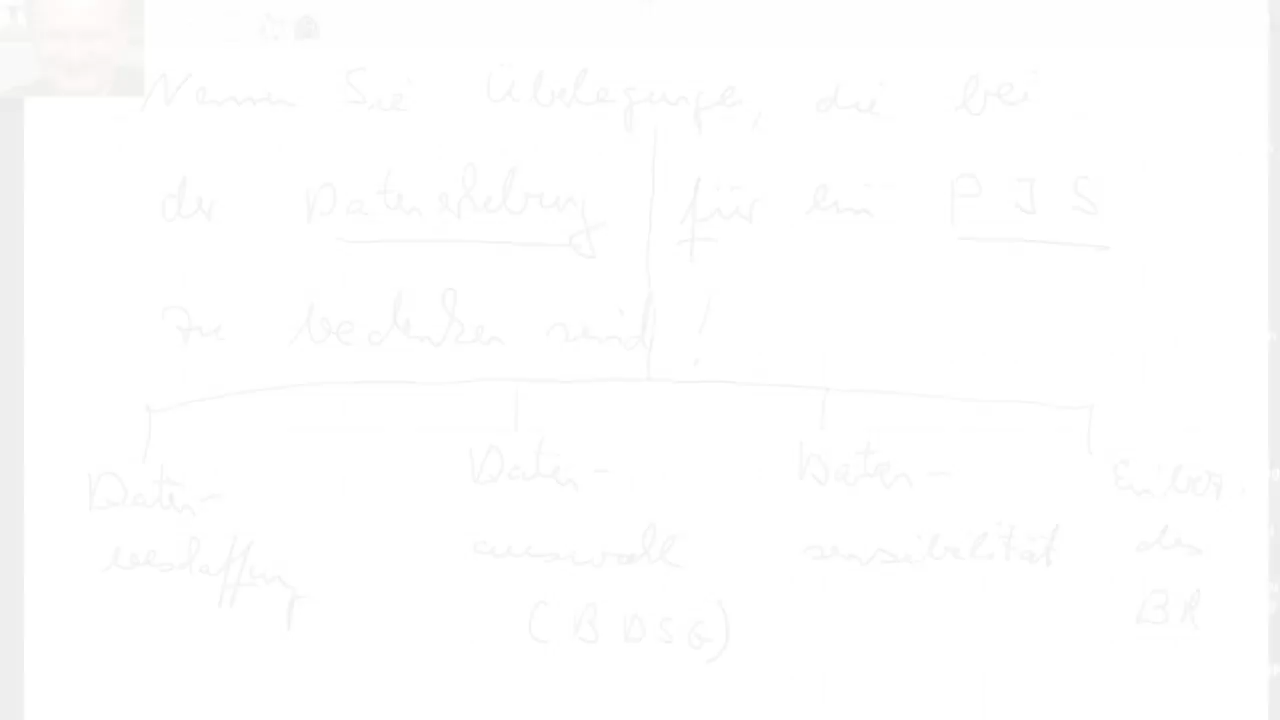 Nennen Sie Überlegungen, die bei
der Datenerhebung für ein PIS
zu bedenken sind!
Daten- Daten- Daten- Einbez.
beschaffung auswahl sensibilität des
(BDSG) BR